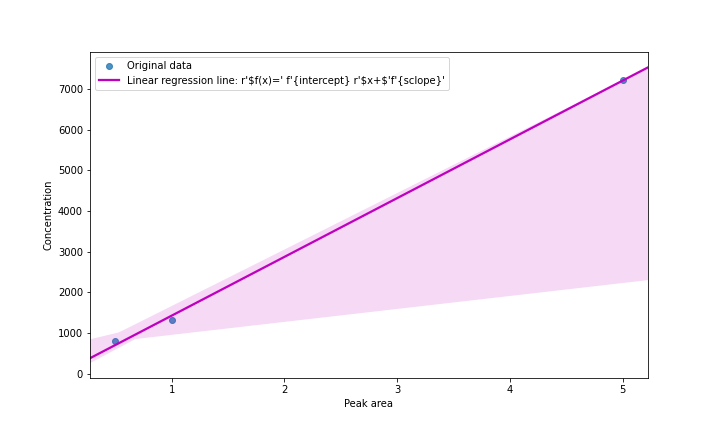 Original data
Linear regression line: r'$f(x)=' f'{intercept} r'$x+$'f'{sclope}'
7000
6000
5000
4000
3000
2000
1000
0
Concentration
1 2 3 4 5
Peak area